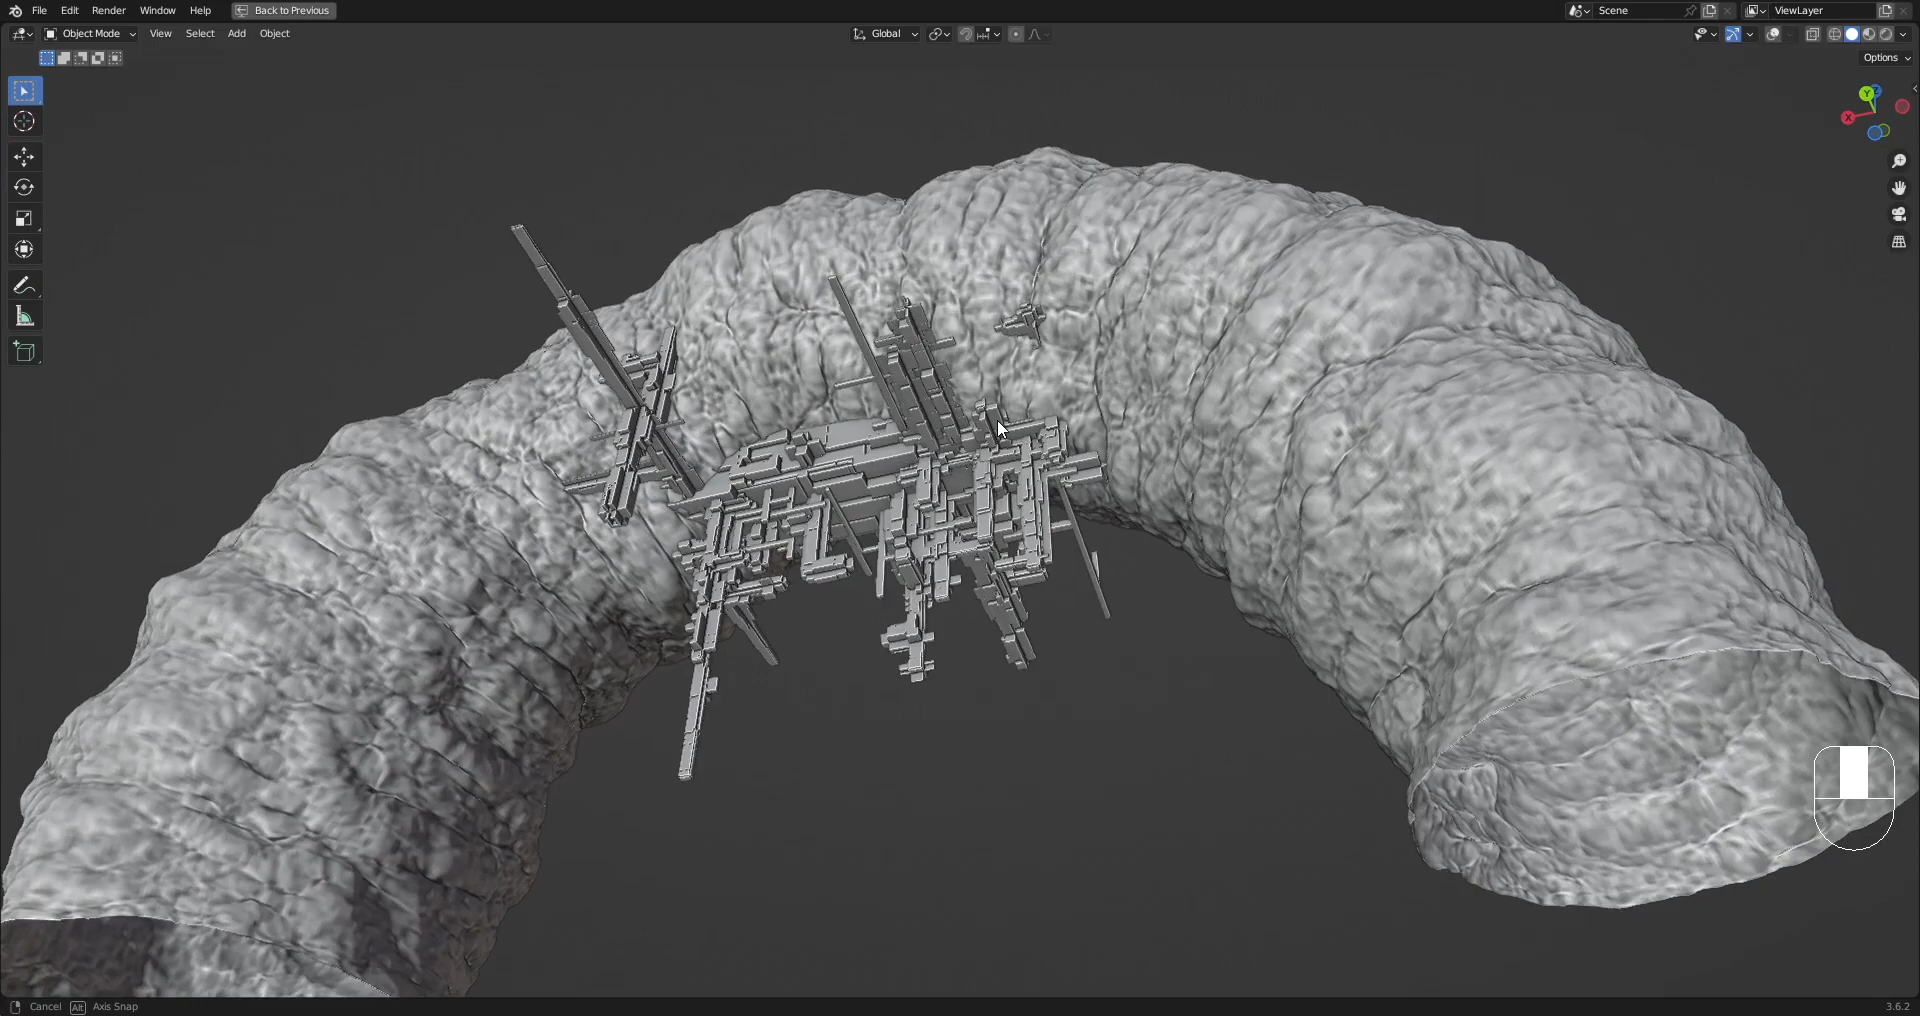 File Edit Render Window Help Back to Previous Scene ViewLayer
Object Mode View Select Add Object Global
Options
Y Z
X
Cancel Alt Axis Snap 3.6.2